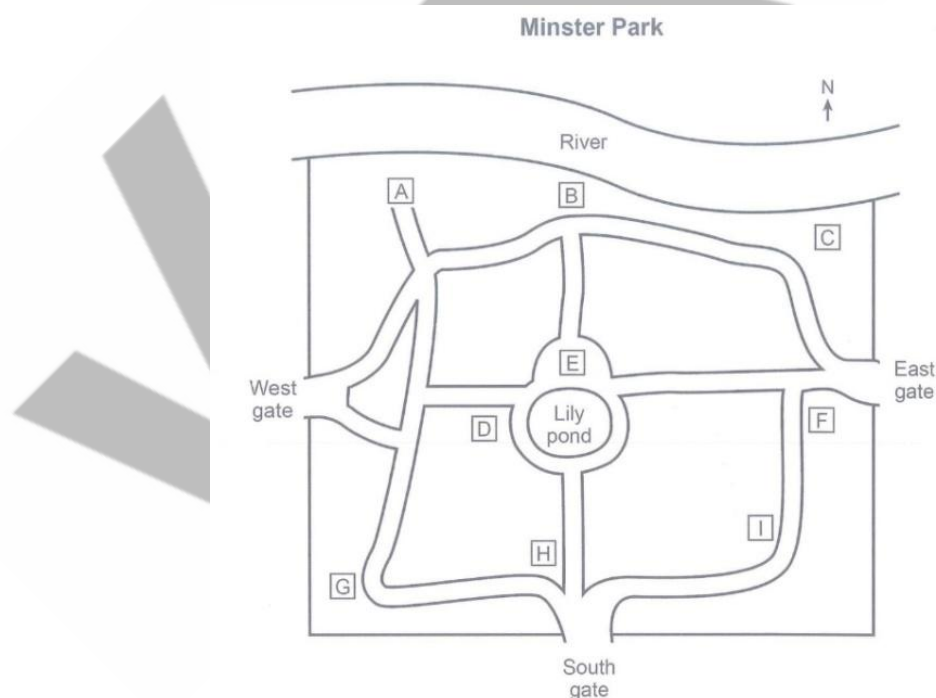 Minster Park
N
River
A
B
C
E
West
gate
East
gate
Lily
pond
D
F
I
H
G
South
gate